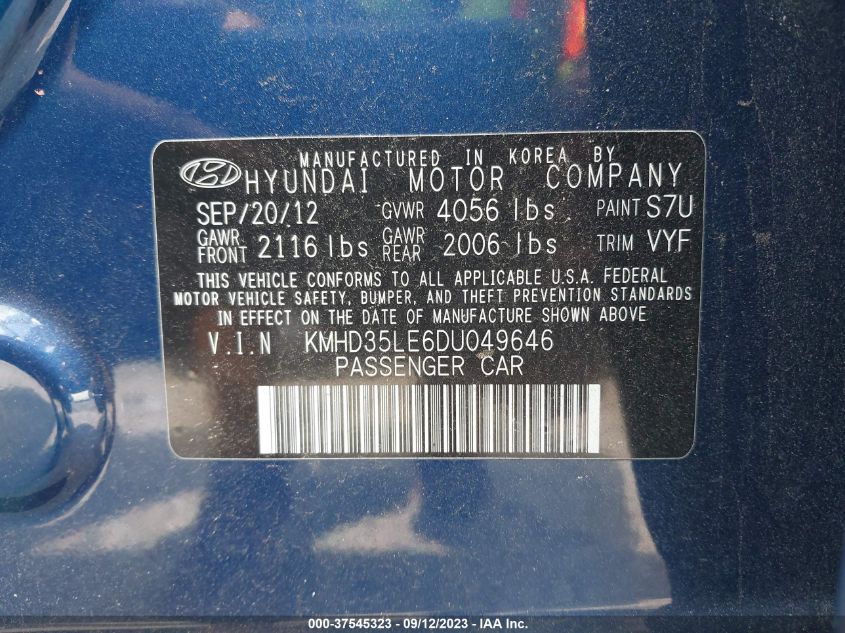 MANUFACTURED IN KOREA BY
HYUNDAI MOTOR COMPANY
SEP/20/12 GVWR 4056 lbs PAINT S7U
GAWR FRONT 2116 lbs GAWR REAR 2006 lbs TRIM VYF
THIS VEHICLE CONFORMS TO ALL APPLICABLE U.S.A. FEDERAL
MOTOR VEHICLE SAFETY, BUMPER, AND THEFT PREVENTION STANDARDS
IN EFFECT ON THE DATE OF MANUFACTURE SHOWN ABOVE
V.I.N KMHD35LE6DU049646
PASSENGER CAR
000-37545323 - 09/12/2023 - IAA Inc.